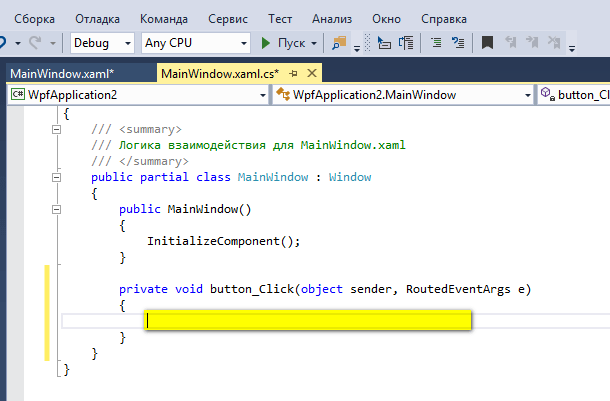 Сборка Отладка Команда Сервис Тест Анализ Окно Справка
Debug Any CPU Пуск
MainWindow.xaml* MainWindow.xaml.cs*
C# WpfApplication2 WpfApplication2.MainWindow button_Cl
{
/// <summary>
/// Логика взаимодействия для MainWindow.xaml
/// </summary>
public partial class MainWindow : Window
{
public MainWindow()
{
InitializeComponent();
}
private void button_Click(object sender, RoutedEventArgs e)
{
}
}
}